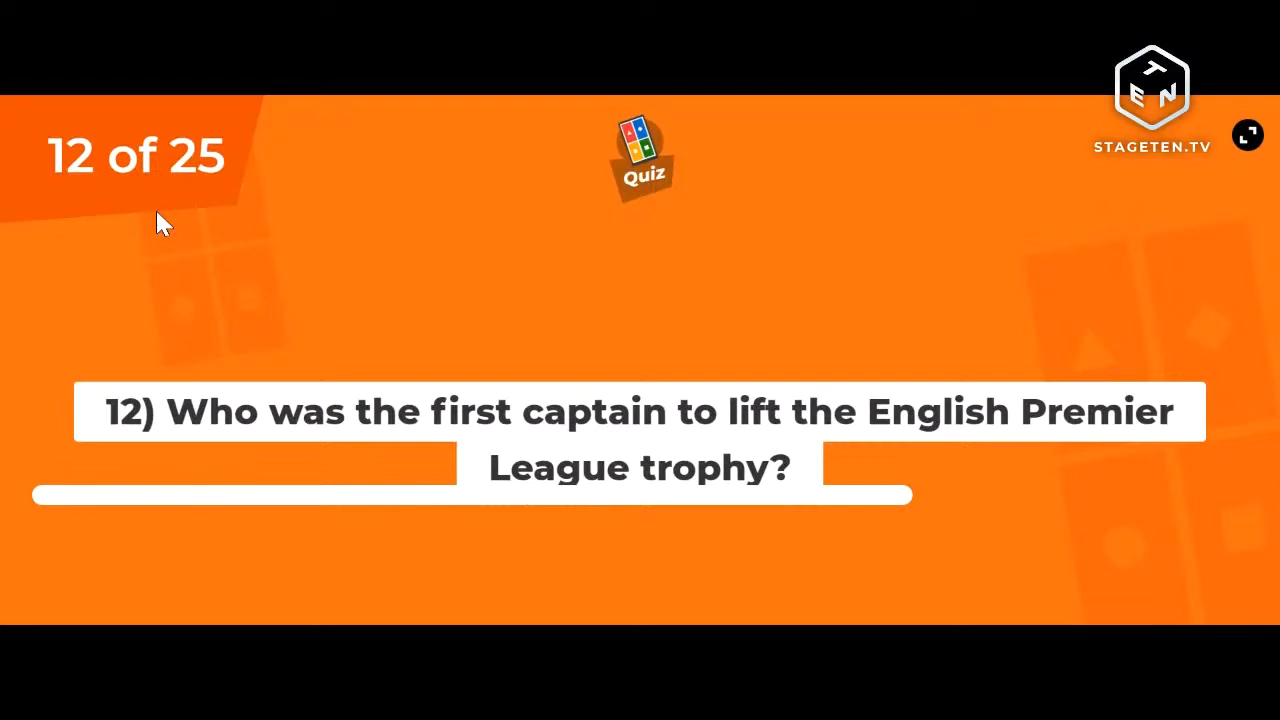 TEN
STAGETEN.TV
12 of 25
Quiz
12) Who was the first captain to lift the English Premier
League trophy?